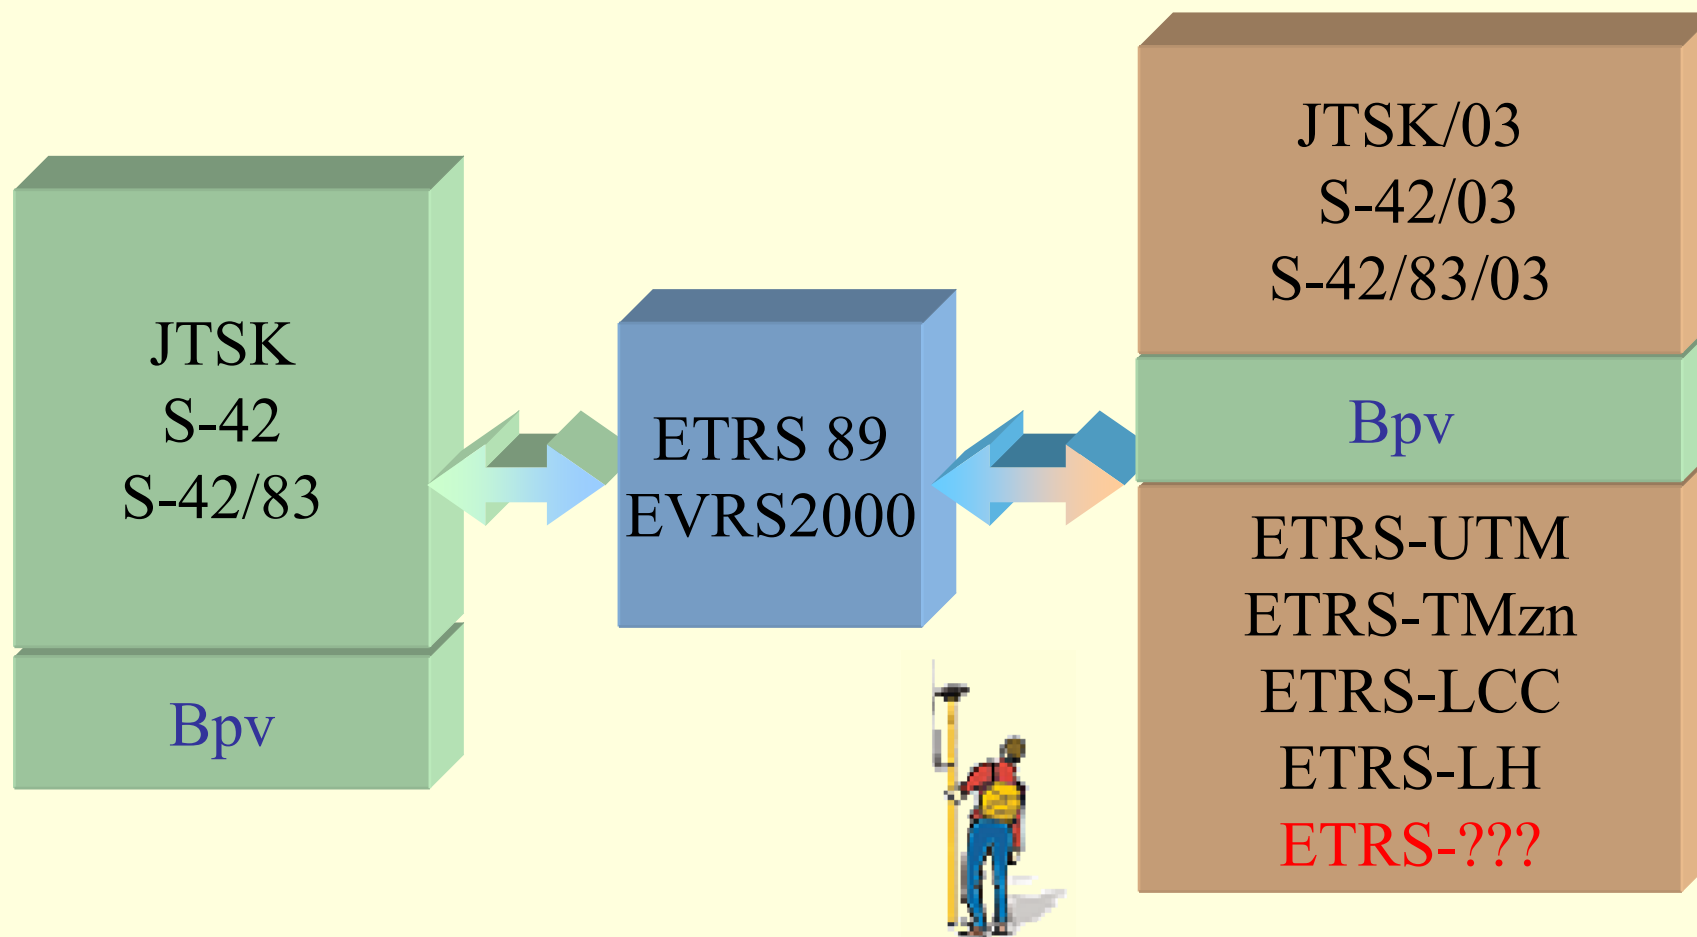 JTSK
S-42
S-42/83
Bpv
ETRS 89
EVRS2000
JTSK/03
S-42/03
S-42/83/03
Bpv
ETRS-UTM
ETRS-TMzn
ETRS-LCC
ETRS-LH
ETRS-???